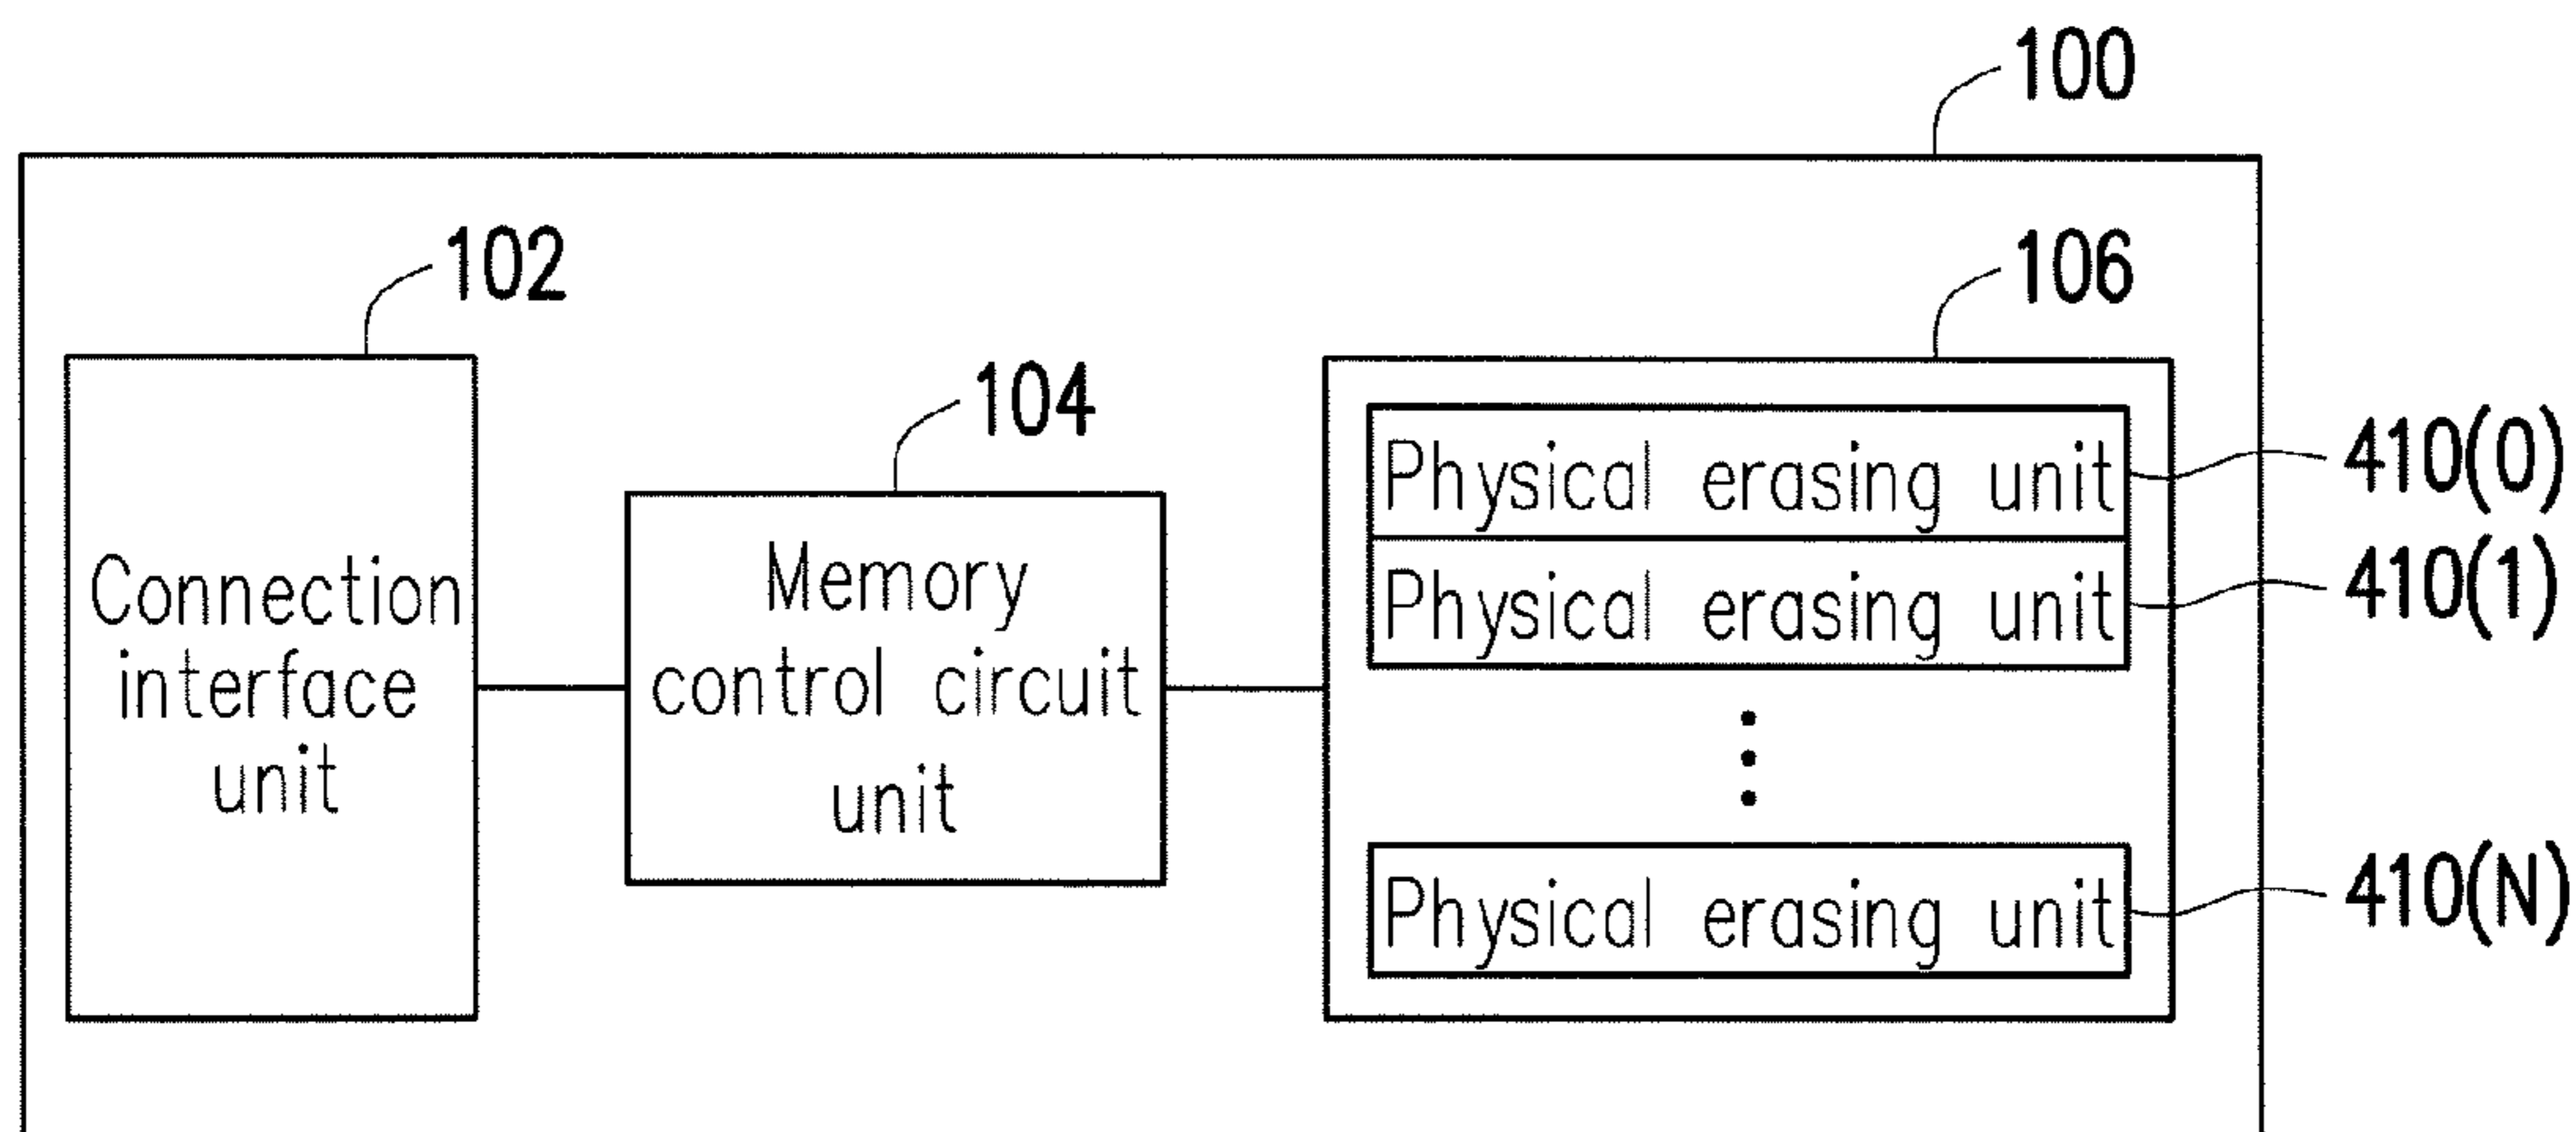 100
102
106
104
Physical erasing unit
410(0)
Physical erasing unit
410(1)
Connection
interface
unit
Memory
control circuit
unit
Physical erasing unit
410(N)